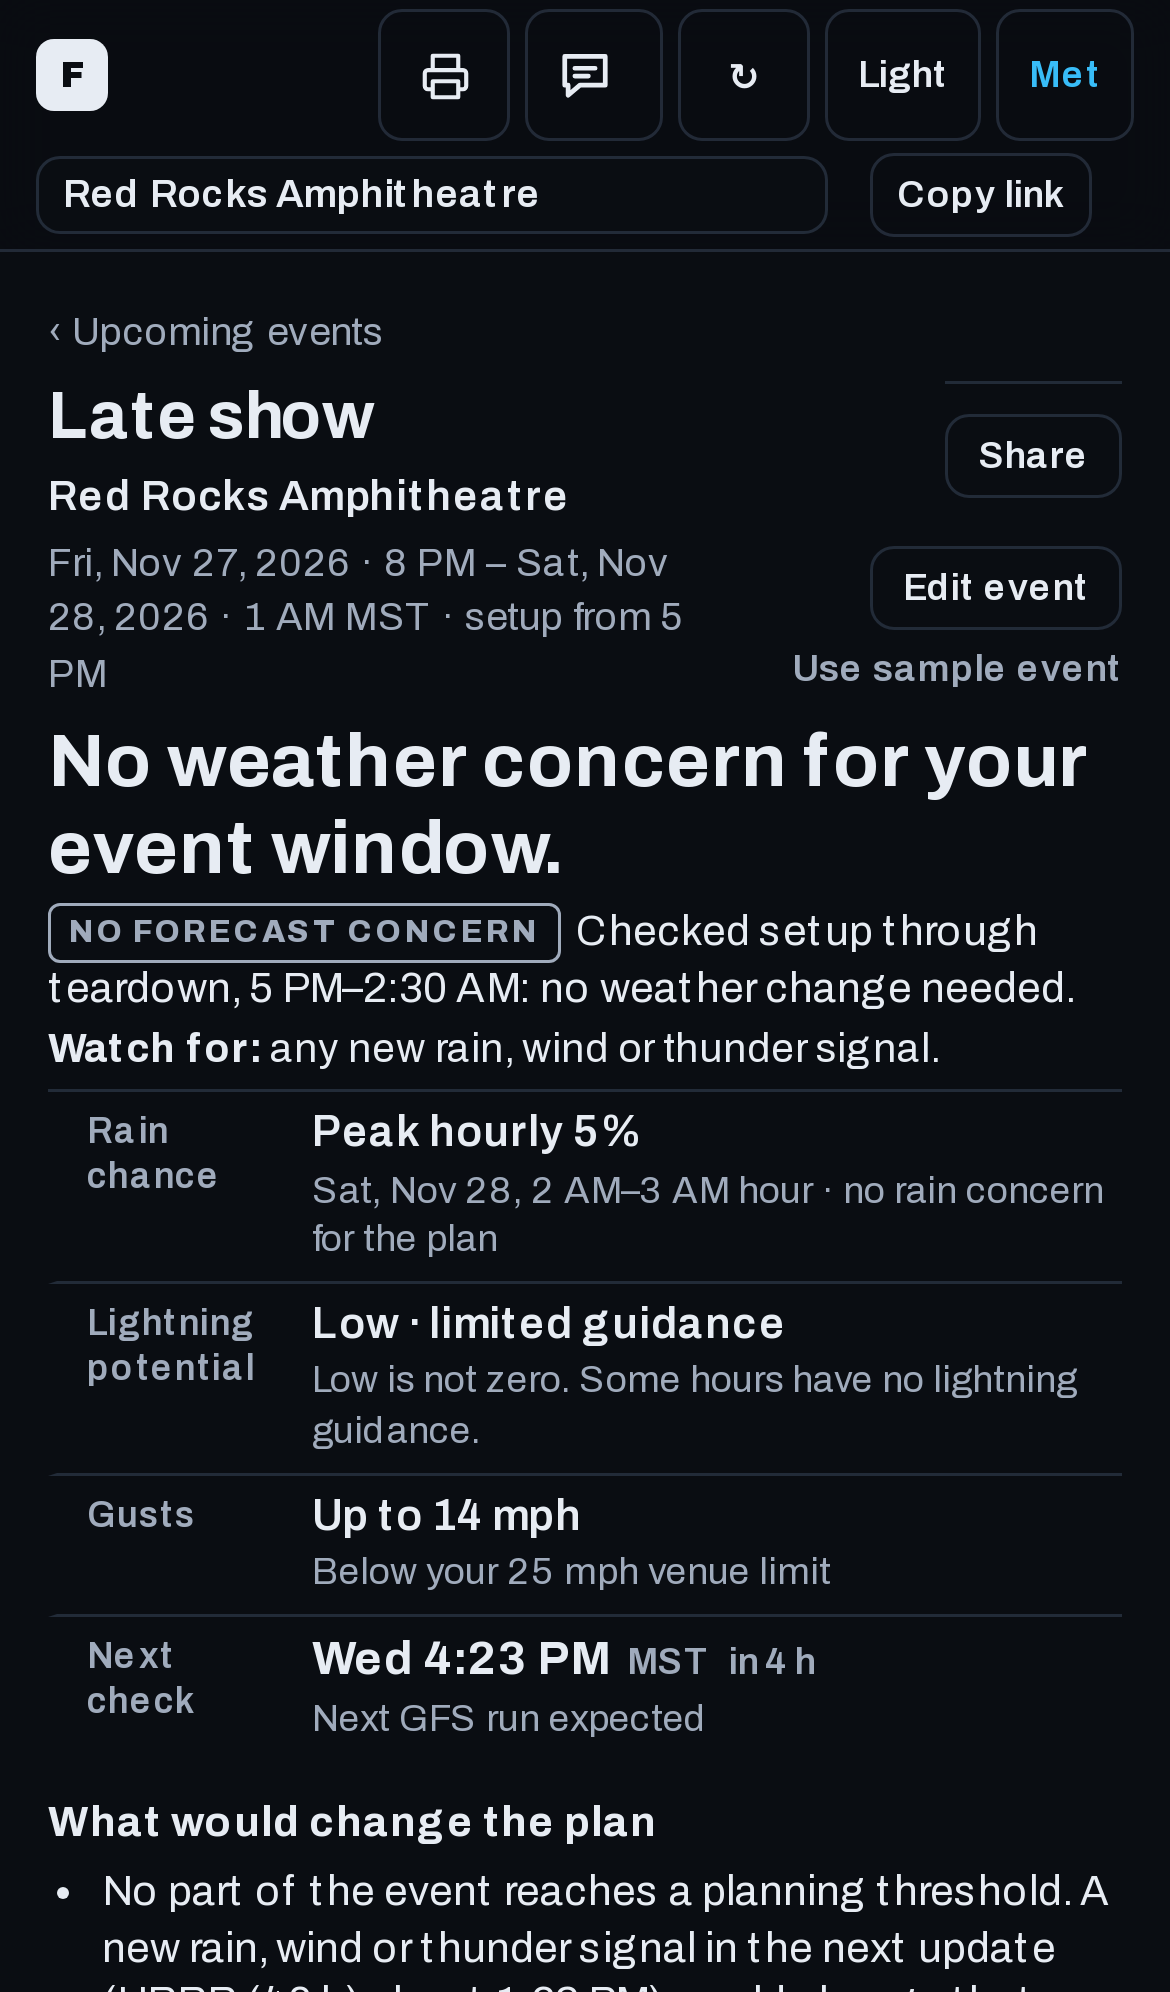 F
↻
Light
Met
Red Rocks Amphitheatre
Copy link
‹ Upcoming events
Late show
Share
Red Rocks Amphitheatre
Fri, Nov 27, 2026 · 8 PM – Sat, Nov
28, 2026 · 1 AM MST · setup from 5
PM
Edit event
Use sample event
No weather concern for your
event window.
NO FORECAST CONCERN Checked setup through
teardown, 5 PM–2:30 AM: no weather change needed.
Watch for: any new rain, wind or thunder signal.
Rain
chance
Peak hourly 5%
Sat, Nov 28, 2 AM–3 AM hour · no rain concern
for the plan
Lightning
potential
Low · limited guidance
Low is not zero. Some hours have no lightning
guidance.
Gusts
Up to 14 mph
Below your 25 mph venue limit
Next
check
Wed 4:23 PM MST in 4 h
Next GFS run expected
What would change the plan
• No part of the event reaches a planning threshold. A
new rain, wind or thunder signal in the next update